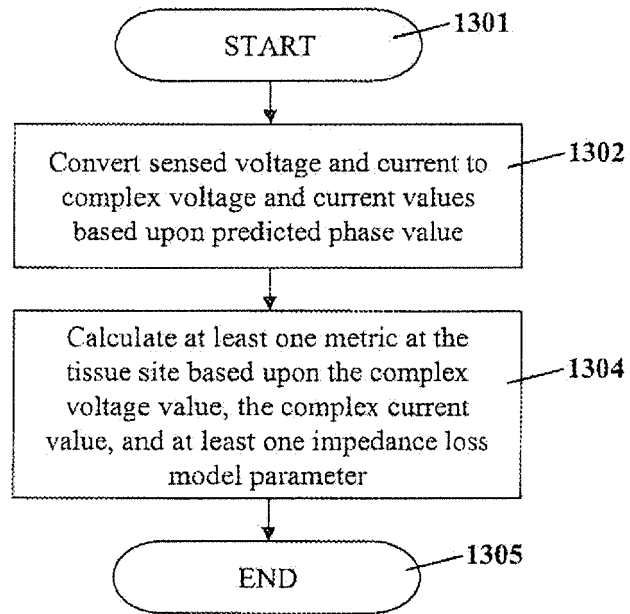 START
1301
Convert sensed voltage and current to
complex voltage and current values
based upon predicted phase value
1302
Calculate at least one metric at the
tissue site based upon the complex
voltage value, the complex current
value, and at least one impedance loss
model parameter
1304
END
1305